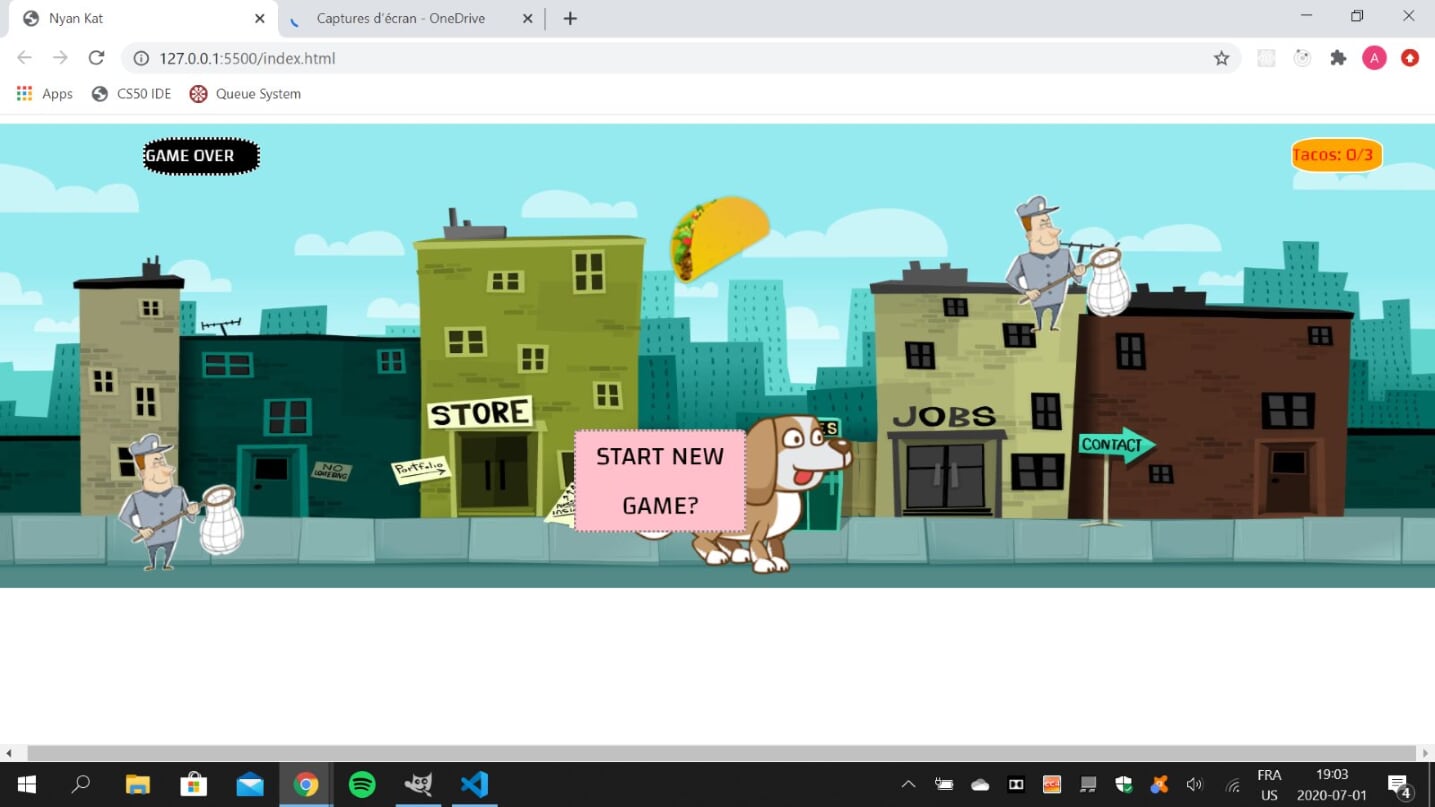 Nyan Kat
Captures d'écran - OneDrive
127.0.0.1:5500/index.html
A
Apps
CS50 IDE
Queue System
GAME OVER
Tacos: 0/3
STORE
JOBS
NO
LOITERING
Portfolio
CONTACT
START NEW
GAME?
FRA
US
19:03
2020-07-01
4